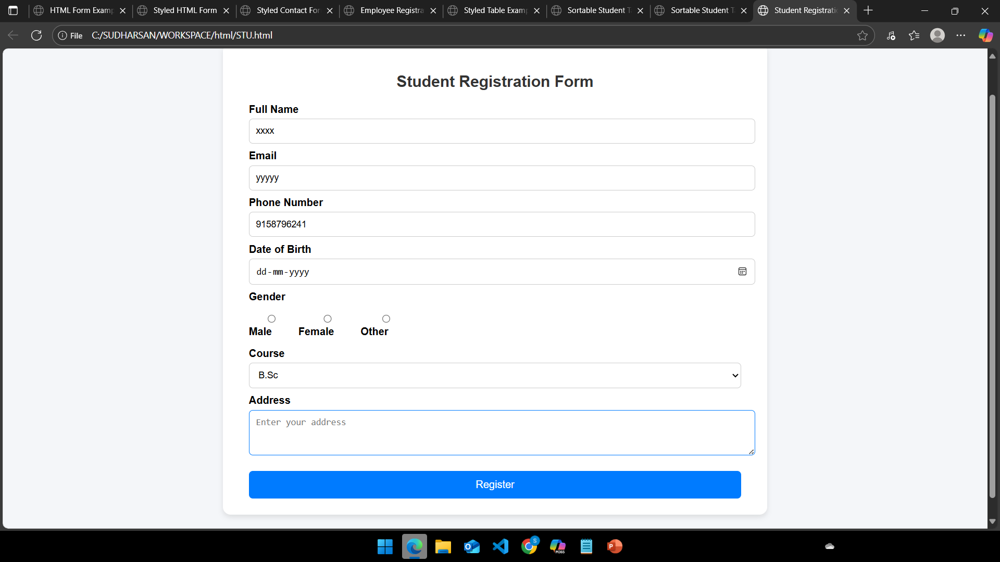 HTML Form Examp
Styled HTML Form
Styled Contact For
Employee Registra
Styled Table Examp
Sortable Student T
Sortable Student T
Student Registratio
File C:/SUDHARSAN/WORKSPACE/html/STU.html
Student Registration Form
Full Name
xxxx
Email
yyyyy
Phone Number
9158796241
Date of Birth
dd-mm-yyyy
Gender
Male Female Other
Course
B.Sc
Address
Enter your address
Register
S
M365